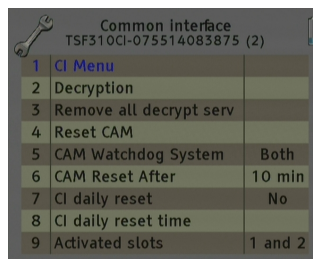 Common interface
TSF310CI-075514083875 (2)
1 CI Menu
2 Decryption
3 Remove all decrypt serv
4 Reset CAM
5 CAM Watchdog System Both
6 CAM Reset After 10 min
7 CI daily reset No
8 CI daily reset time
9 Activated slots 1 and 2